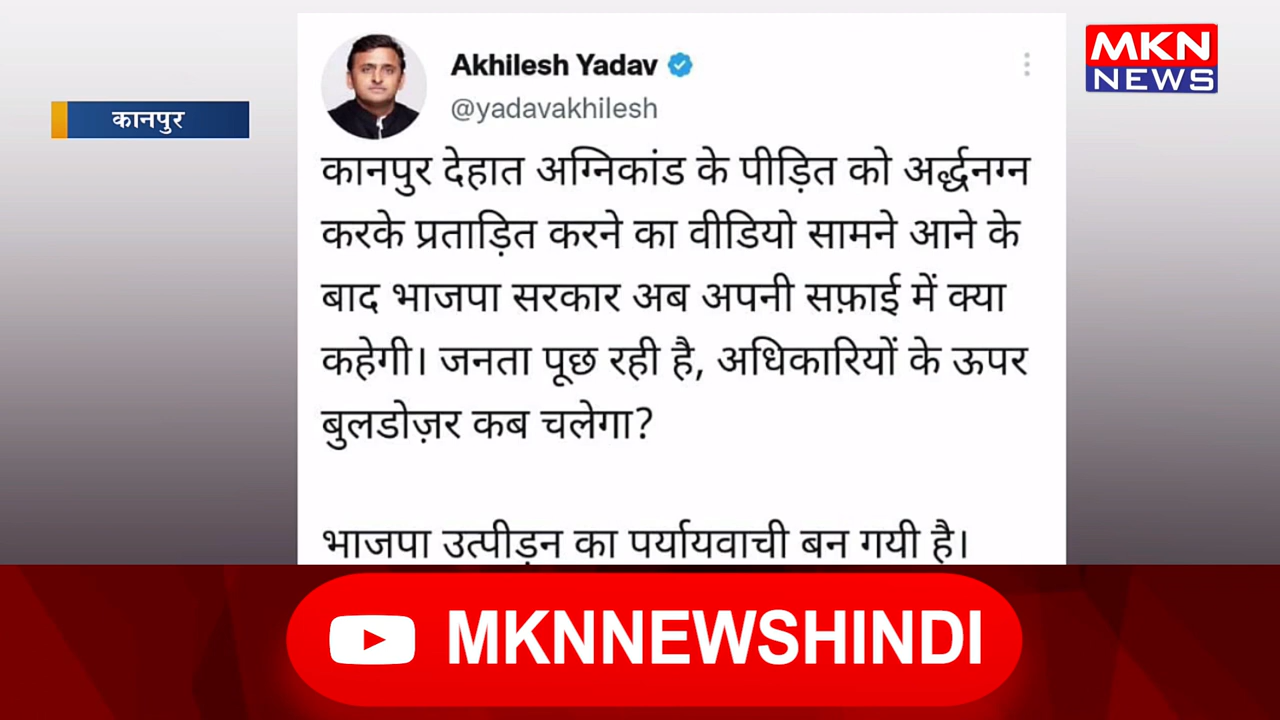 Akhilesh Yadav
@yadavakhilesh
MKN
NEWS
कानपुर
कानपुर देहात अग्निकांड के पीड़ित को अर्द्धनग्न
करके प्रताड़ित करने का वीडियो सामने आने के
बाद भाजपा सरकार अब अपनी सफ़ाई में क्या
कहेगी। जनता पूछ रही है, अधिकारियों के ऊपर
बुलडोज़र कब चलेगा?
भाजपा उत्पीड़न का पर्यायवाची बन गयी है।
MKNNEWSHINDI